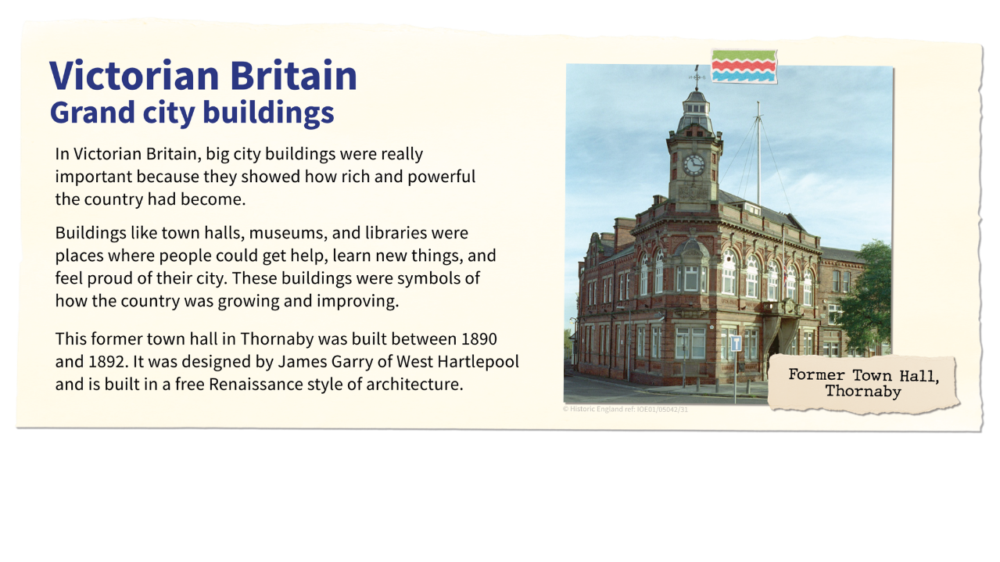 Victorian Britain
Grand city buildings
In Victorian Britain, big city buildings were really
important because they showed how rich and powerful
the country had become.
Buildings like town halls, museums, and libraries were
places where people could get help, learn new things, and
feel proud of their city. These buildings were symbols of
how the country was growing and improving.
This former town hall in Thornaby was built between 1890
and 1892. It was designed by James Garry of West Hartlepool
and is built in a free Renaissance style of architecture.
Former Town Hall,
Thornaby
© Historic England ref: IOE01/05042/31